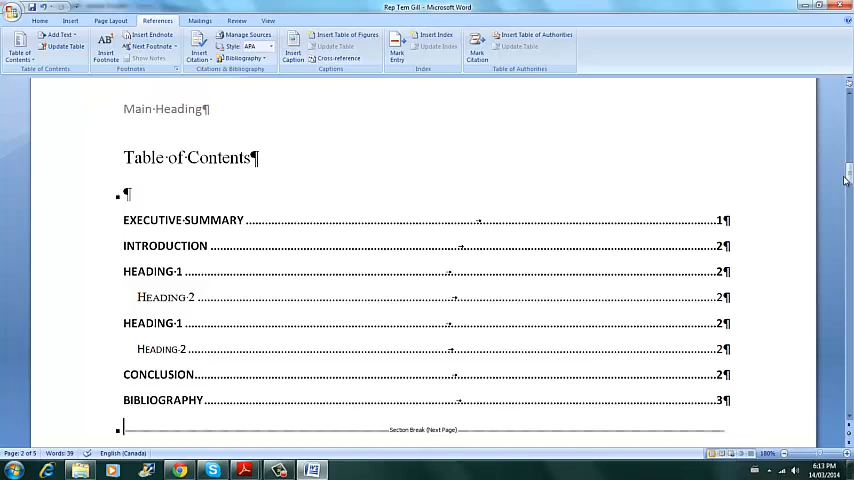 Rep Tem Gill - Microsoft Word
Home Insert Page Layout References Mailings Review View
Table of Contents
Add Text
Update Table
Table of Contents
AB
Insert Footnote
Insert Endnote
Next Footnote
Show Notes
Footnotes
Insert Citation
Manage Sources
Style: APA
Bibliography
Citations & Bibliography
Insert Caption
Insert Table of Figures
Update Table
Cross-reference
Captions
Mark Entry
Insert Index
Update Index
Index
Mark Citation
Insert Table of Authorities
Update Table
Table of Authorities
Main·Heading¶
Table·of·Contents¶
¶
EXECUTIVE·SUMMARY ................ 1¶
INTRODUCTION ................ 2¶
HEADING·1 ................ 2¶
HEADING·2 ................ 2¶
HEADING·1 ................ 2¶
HEADING·2 ................ 2¶
CONCLUSION ................ 2¶
BIBLIOGRAPHY ................ 3¶
Section Break (Next Page)
Page: 2 of 5 Words: 39 English (Canada) 180%
6:13 PM
14/03/2014